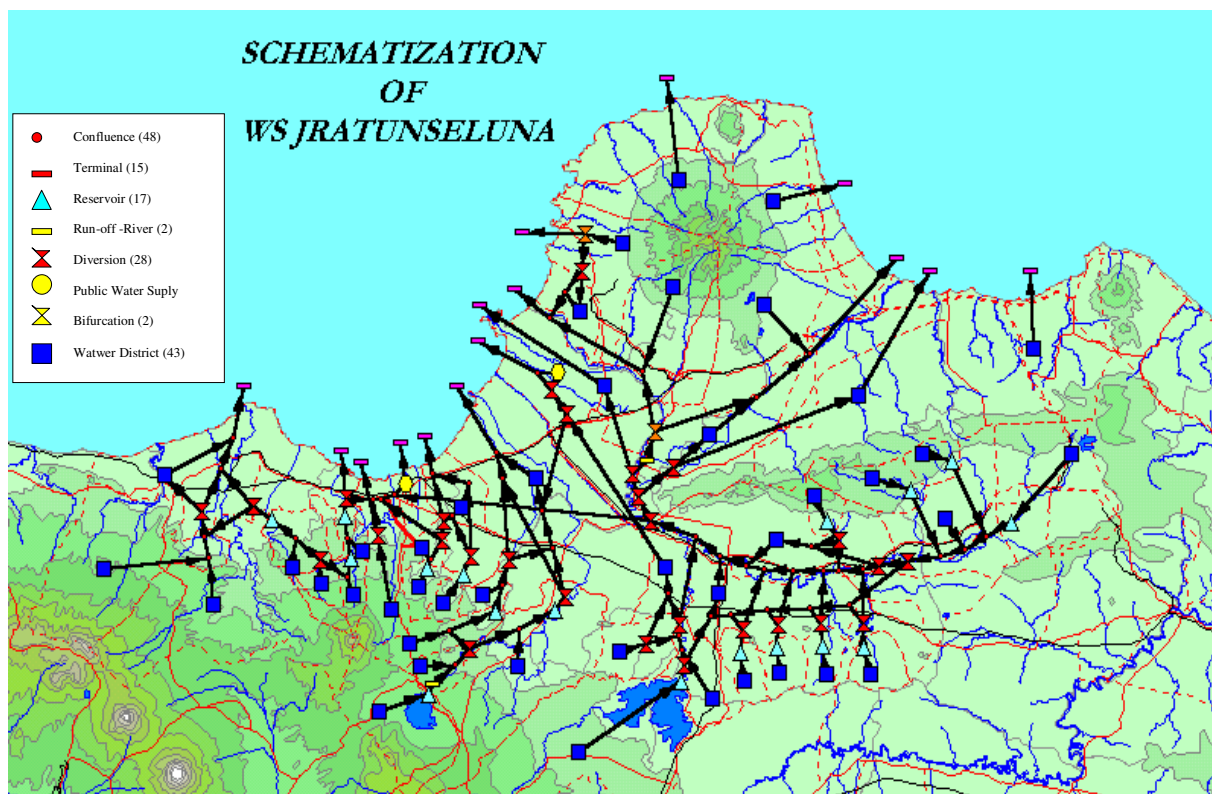 SCHEMATIZATION
OF
WS JRATUNSELUNA
Confluence (48)
Terminal (15)
Reservoir (17)
Run-off -River (2)
Diversion (28)
Public Water Suply
Bifurcation (2)
Watwer District (43)